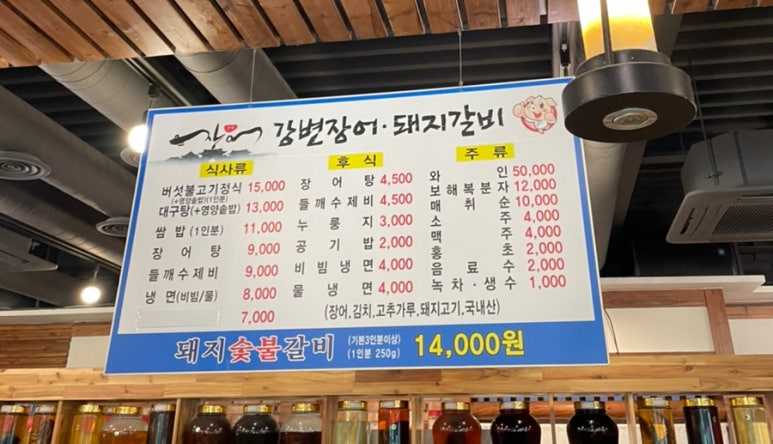 장어 강변장어·돼지갈비
식사류
버섯불고기정식 15,000
(+영양솥밥)(1인분)
대구탕(+영양솥밥) 13,000
쌈밥 (1인분) 11,000
장어탕 9,000
들깨수제비 9,000
냉면(비빔/물) 8,000
7,000
후식
장어탕 4,500
들깨수제비 4,500
누룽지 3,000
공기밥 2,000
비빔냉면 4,000
물냉면 4,000
주류
와인 50,000
보해복분자 12,000
매취순 10,000
소주 4,000
맥주 4,000
홍초 2,000
음료수 2,000
녹차·생수 1,000
(장어,김치,고추가루,돼지고기,국내산)
돼지숯불갈비 (기본3인분이상) (1인분 250g) 14,000원